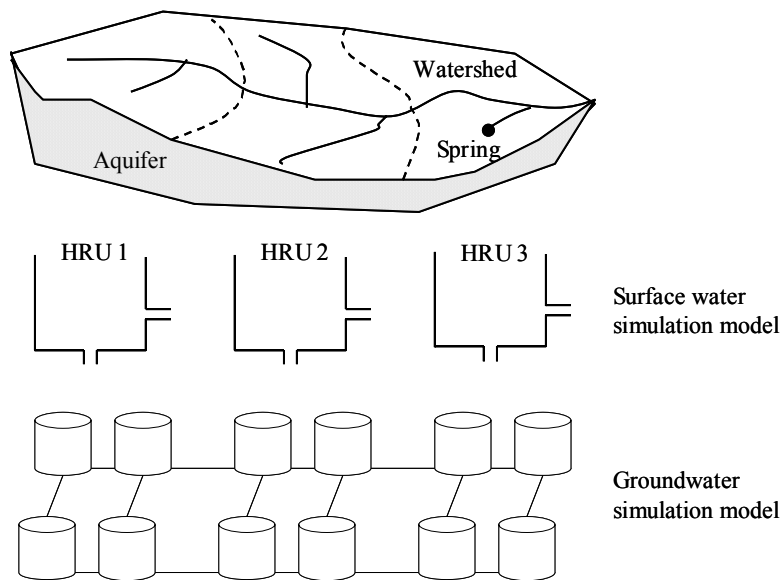 Watershed
Spring
Aquifer
HRU 1
HRU 2
HRU 3
Surface water
simulation model
Groundwater
simulation model